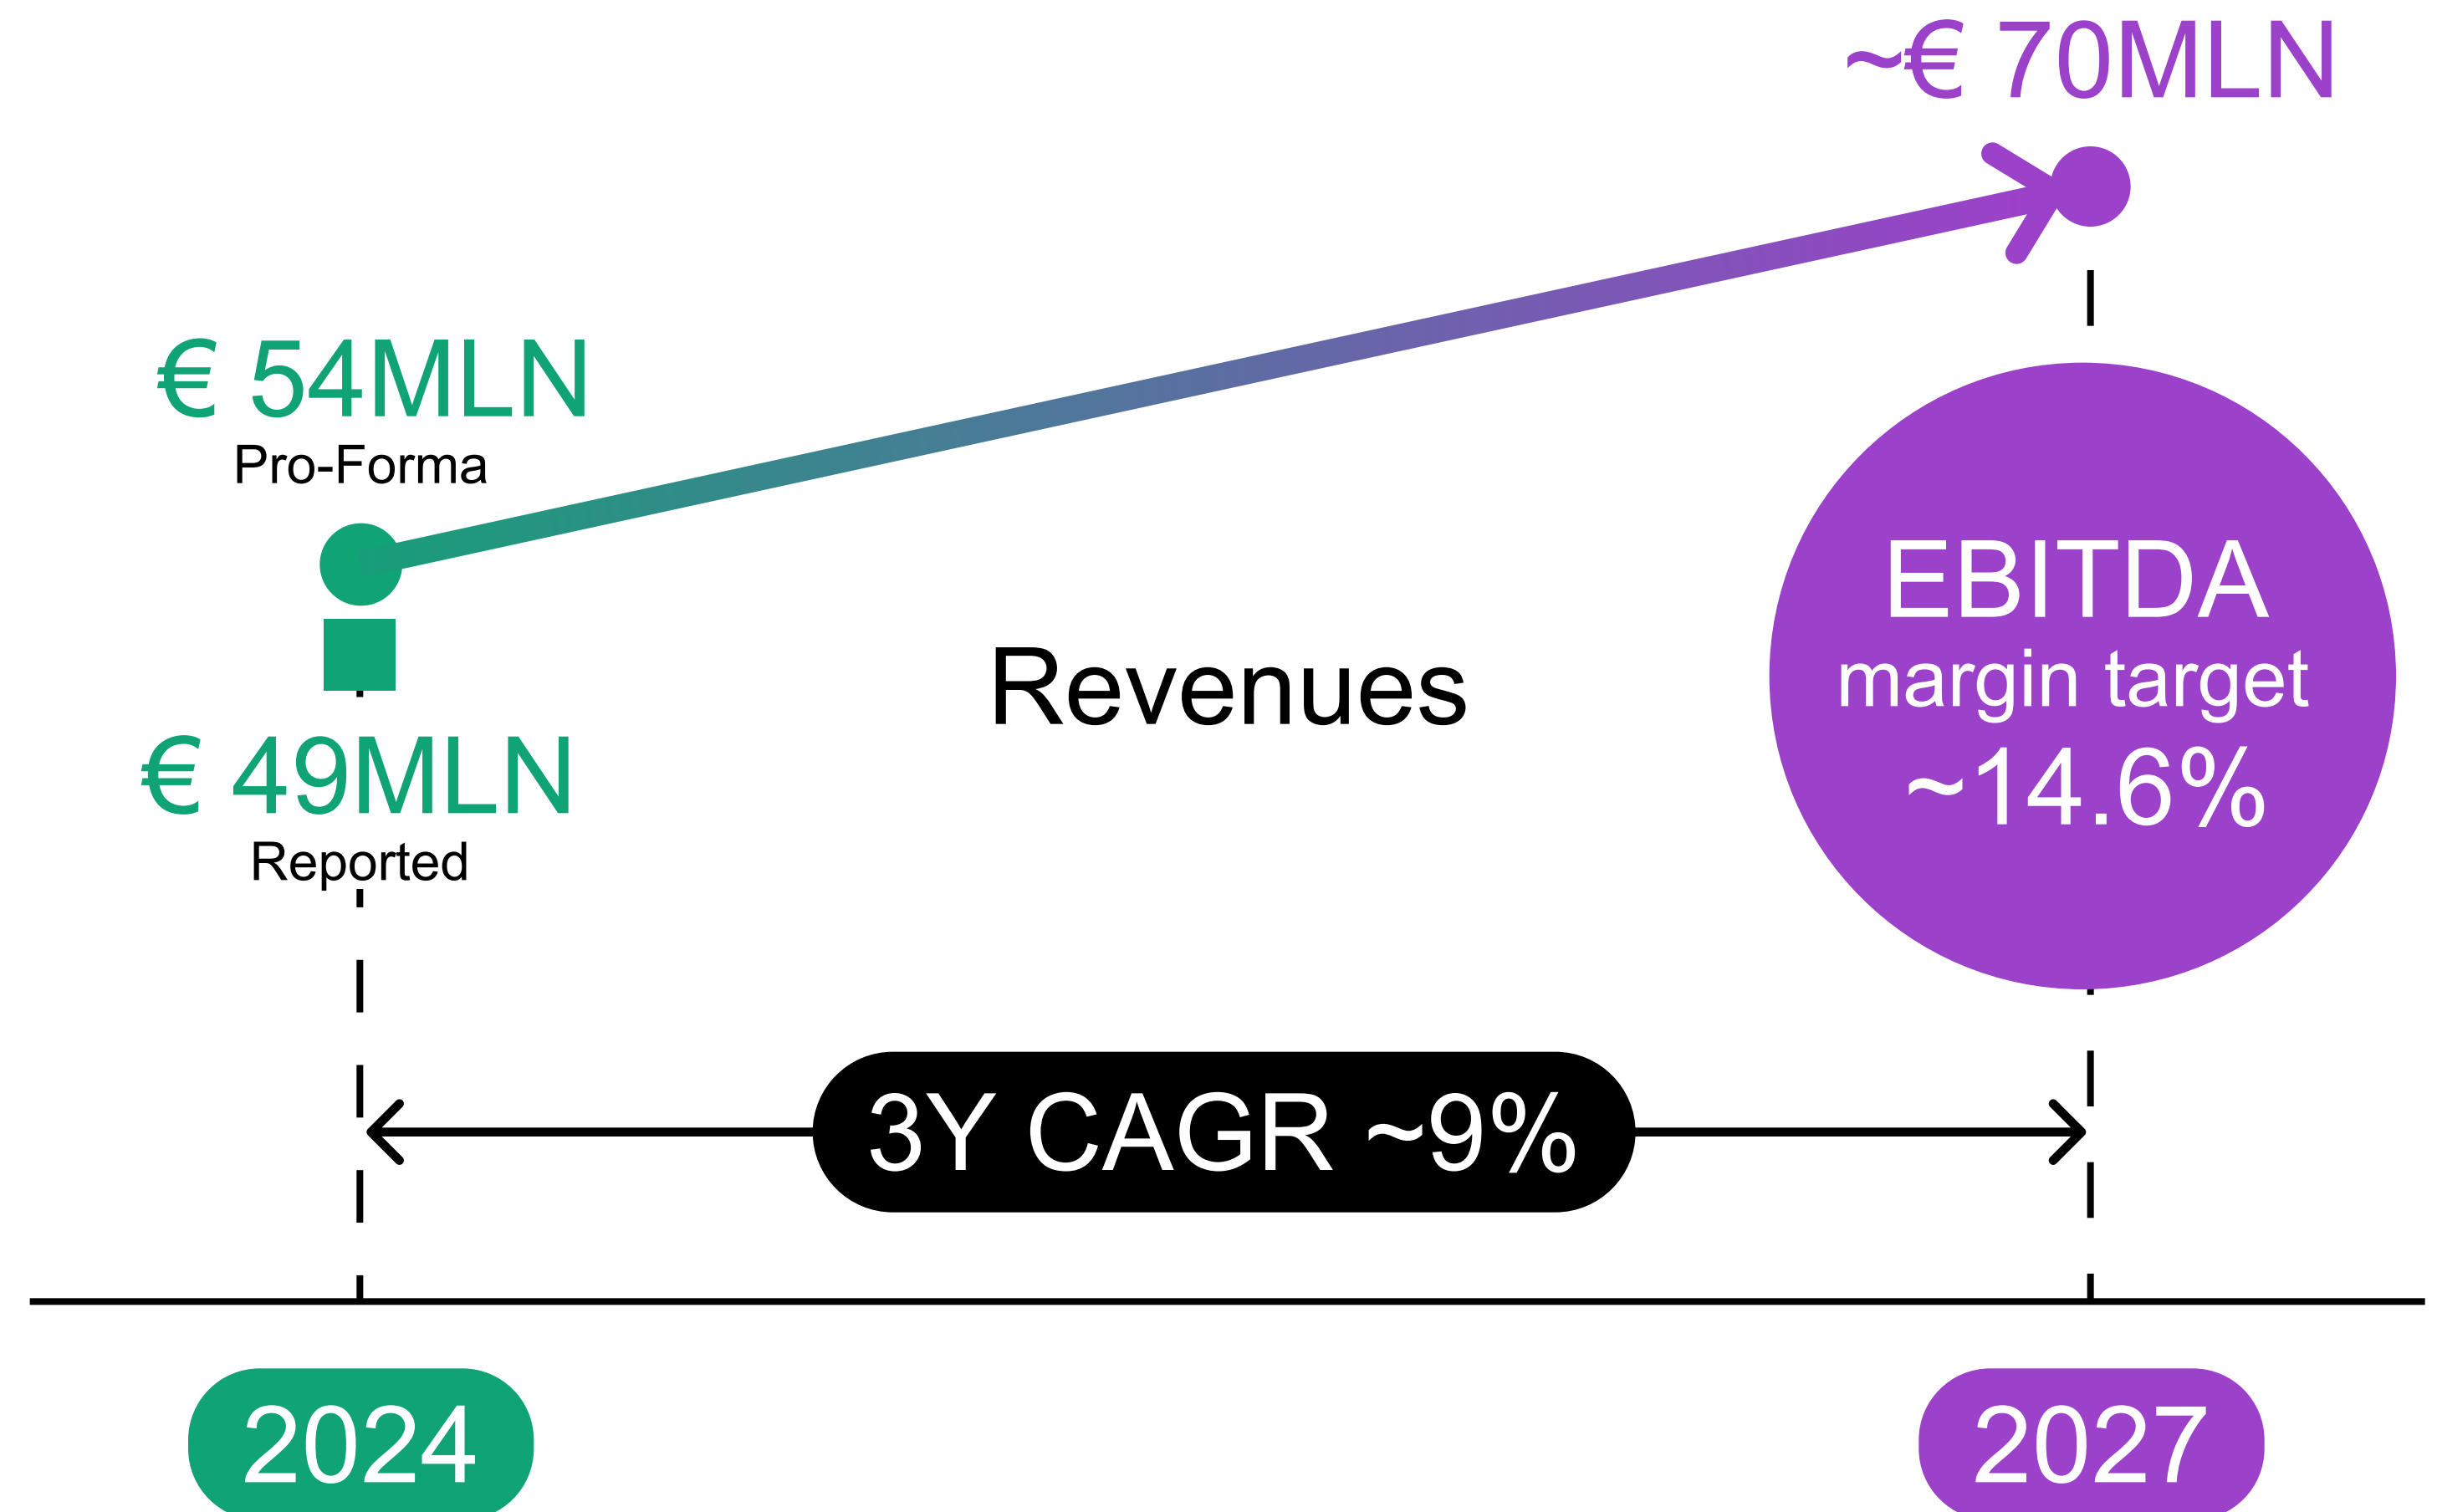 ~€ 70MLN
€ 54MLN
Pro-Forma
Revenues
€ 49MLN
Reported
EBITDA
margin target
~14.6%
3Y CAGR ~9%
2024
2027